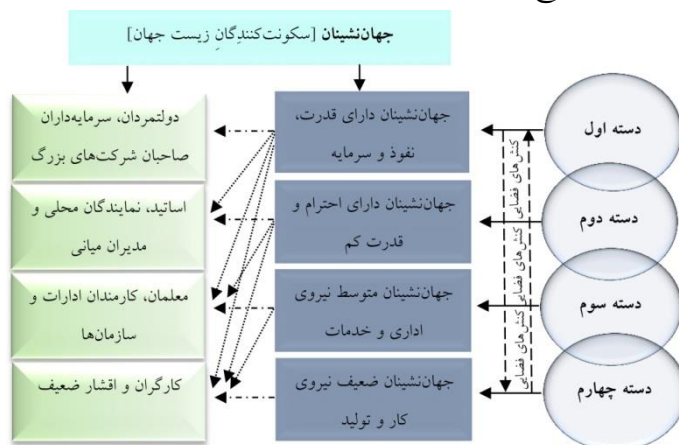 جهان‌نشینان [سکونت‌کنندگانِ زیست جهان]
دسته اول
جهان‌نشینان دارای قدرت،
نفوذ و سرمایه
دولتمردان، سرمایه‌داران
صاحبان شرکت‌های بزرگ
دسته دوم
جهان‌نشینان دارای احترام و
قدرت کم
اساتید، نمایندگان محلی و
مدیران میانی
دسته سوم
جهان‌نشینان متوسط نیروی
اداری و خدمات
معلمان، کارمندان ادارات و
سازمان‌ها
دسته چهارم
جهان‌نشینان ضعیف نیروی
کار و تولید
کارگران و اقشار ضعیف
کنش‌های فضایی
کنش‌های فضایی
کنش‌های فضایی
کنش‌های فضایی